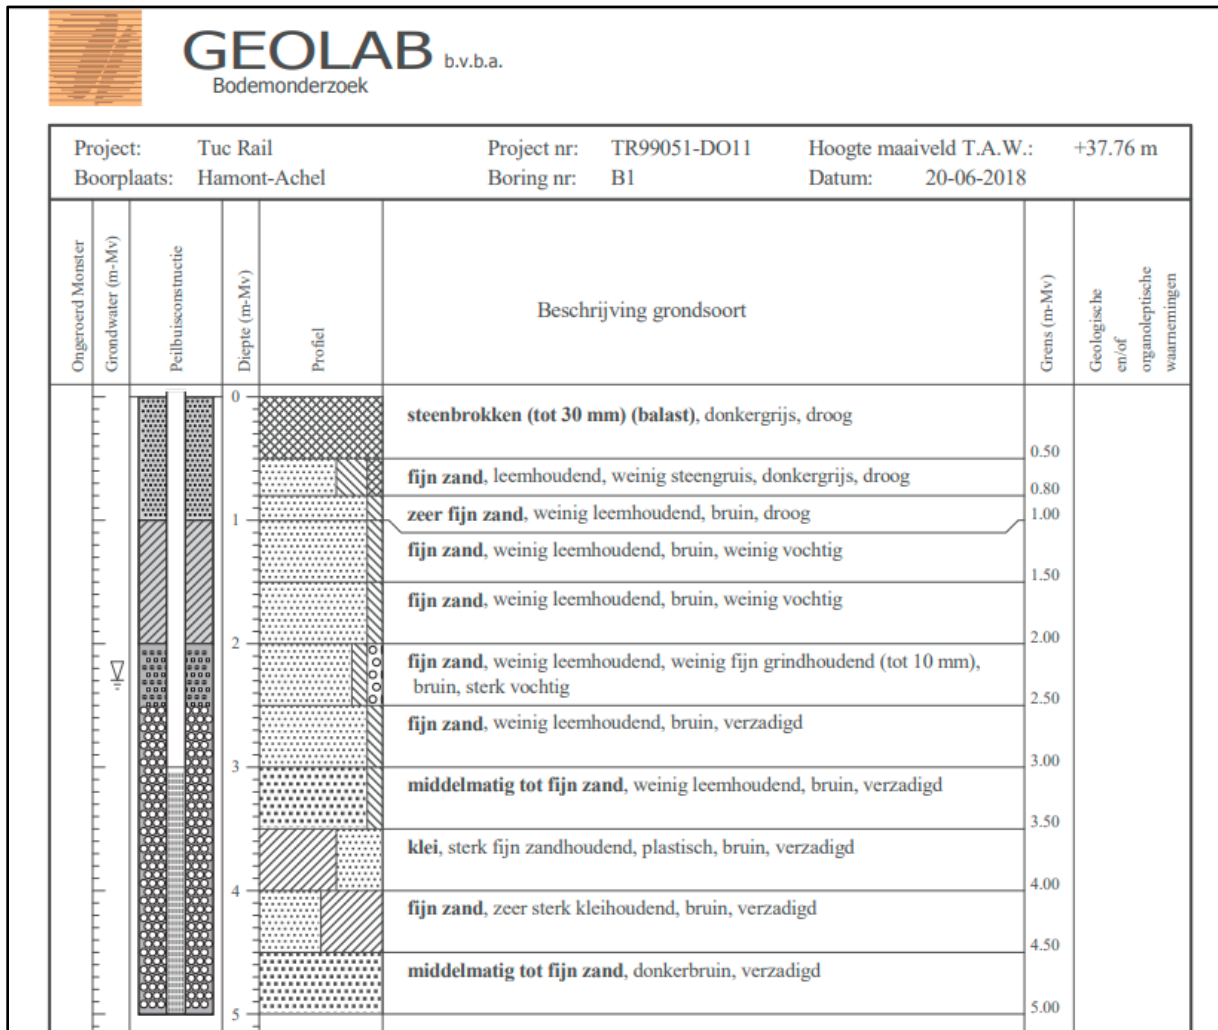 GEOLAB b.v.b.a.
Bodemonderzoek
Project: Tuc Rail Project nr: TR99051-DO11 Hoogte maaiveld T.A.W.: +37.76 m
Boorplaats: Hamont-Achel Boring nr: B1 Datum: 20-06-2018
Ongeroerd Monster
Grondwater (m-Mv)
Peilbuisconstructie
Diepte (m-Mv)
Profiel
Beschrijving grondsoort
Grens (m-Mv)
Geologische
en/of
organoleptische
waarnemingen
0
steenbrokken (tot 30 mm) (balast), donkergrijs, droog
0.50
fijn zand, leemhoudend, weinig steengruis, donkergrijs, droog
0.80
zeer fijn zand, weinig leemhoudend, bruin, droog
1.00
1
fijn zand, weinig leemhoudend, bruin, weinig vochtig
1.50
fijn zand, weinig leemhoudend, bruin, weinig vochtig
2.00
2
fijn zand, weinig leemhoudend, weinig fijn grindhoudend (tot 10 mm),
bruin, sterk vochtig
2.50
fijn zand, weinig leemhoudend, bruin, verzadigd
3.00
3
middelmatig tot fijn zand, weinig leemhoudend, bruin, verzadigd
3.50
klei, sterk fijn zandhoudend, plastisch, bruin, verzadigd
4.00
4
fijn zand, zeer sterk kleihoudend, bruin, verzadigd
4.50
middelmatig tot fijn zand, donkerbruin, verzadigd
5.00
5